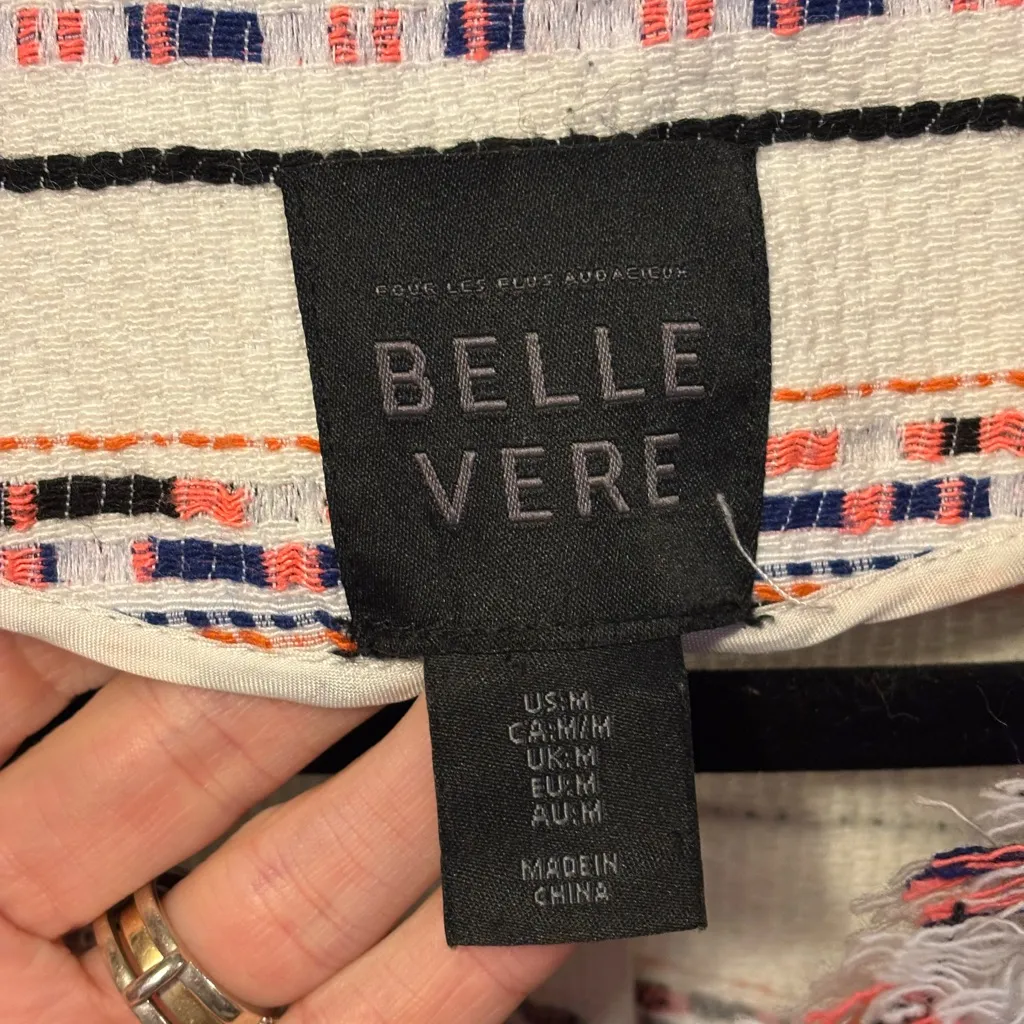 POUR LES PLUS AUDACIEUX
BELLE
VERE
US:M
CA:M/M
UK:M
EU:M
AU:M
MADE IN
CHINA